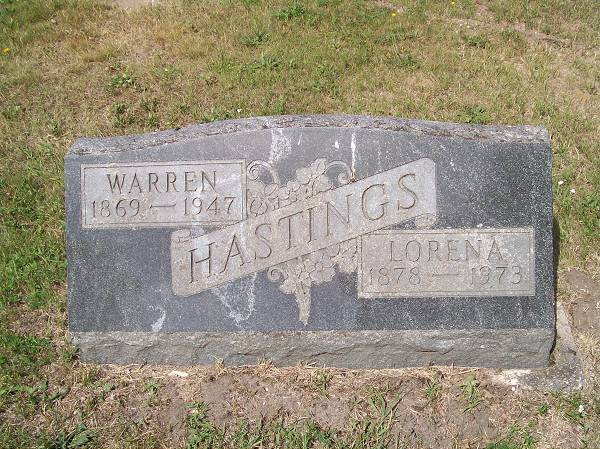 WARREN
1869 — 1947
HASTINGS
LORENA
1878 — 1973